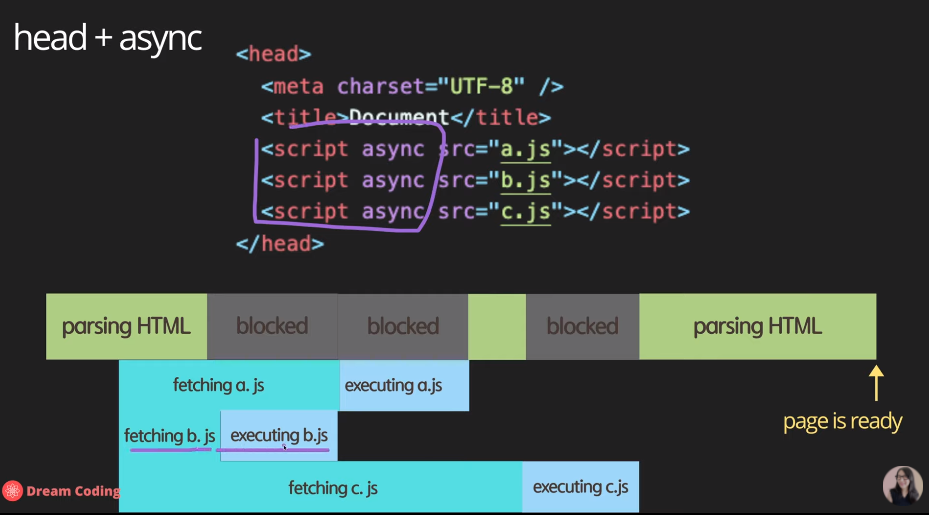 head + async
<head>
<meta charset="UTF-8" />
<title>Document</title>
<script async src="a.js"></script>
<script async src="b.js"></script>
<script async src="c.js"></script>
</head>
parsing HTML blocked blocked blocked parsing HTML
fetching a. js executing a.js
page is ready
fetching b. js executing b.js
fetching c. js executing c.js
Dream Coding